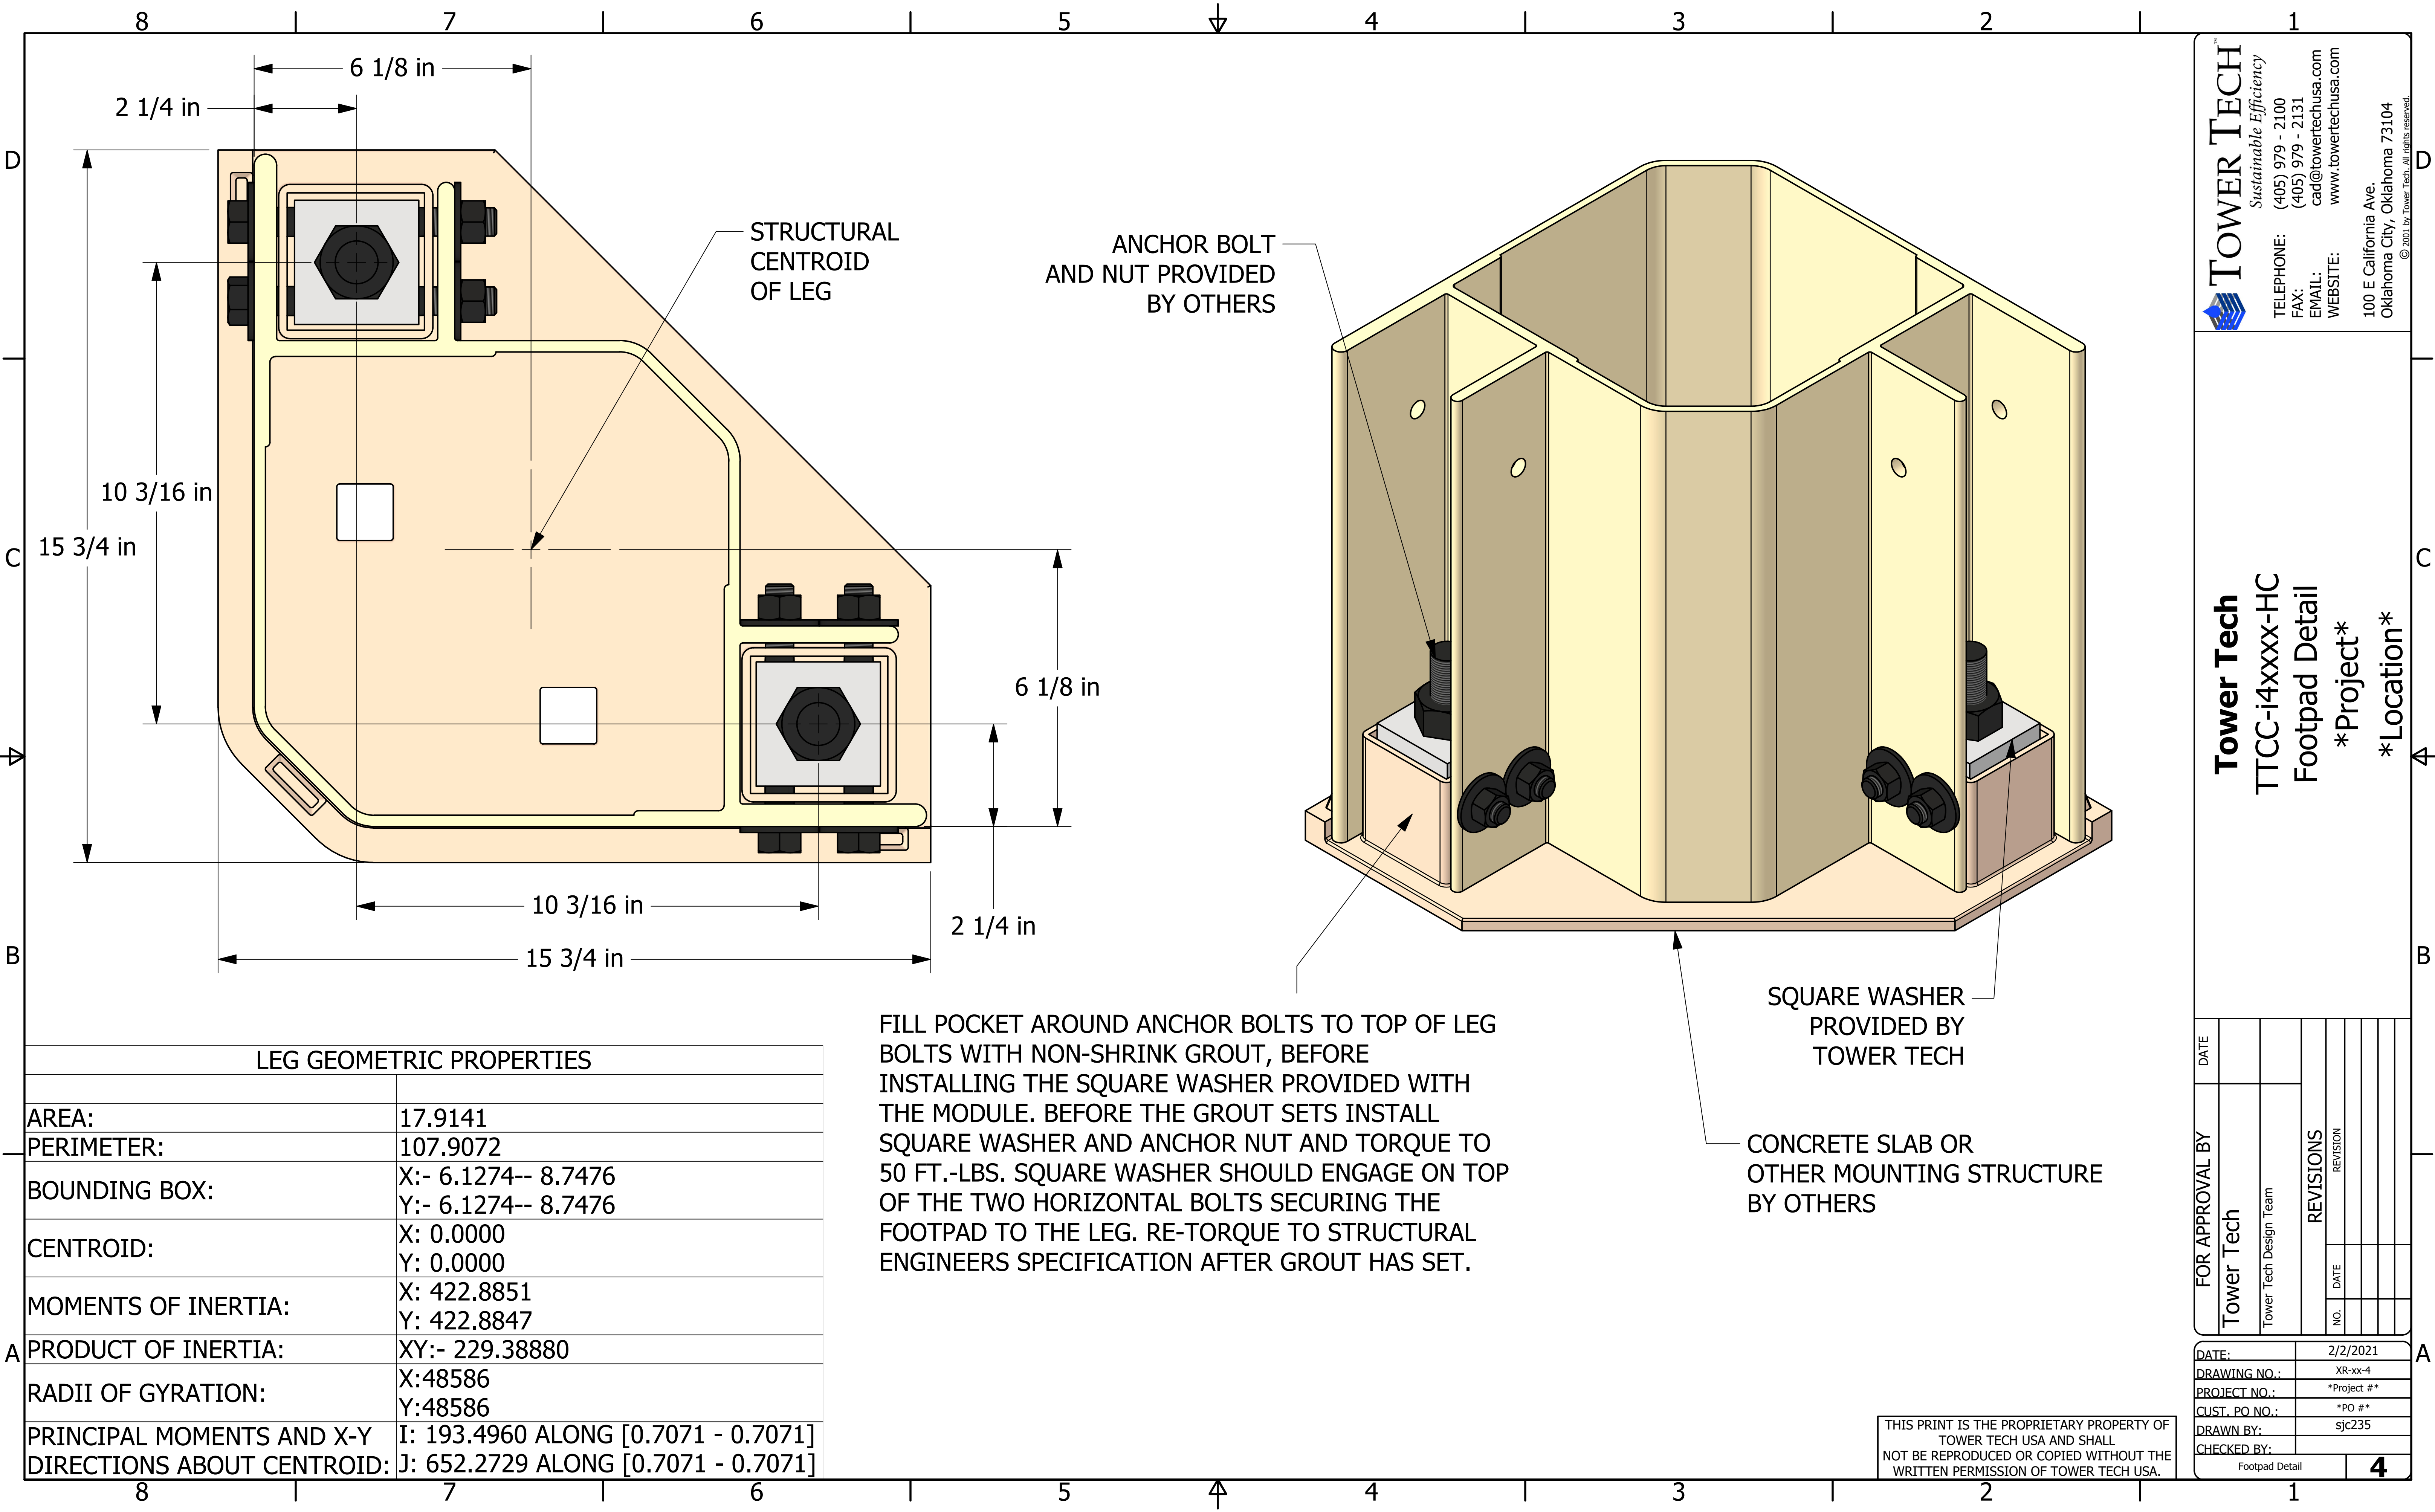 8 7 6 5 4 3 2 1
D
C
B
A
6 1/8 in
2 1/4 in
10 3/16 in
15 3/4 in
STRUCTURAL
CENTROID
OF LEG
6 1/8 in
10 3/16 in
2 1/4 in
15 3/4 in
ANCHOR BOLT
AND NUT PROVIDED
BY OTHERS
SQUARE WASHER
PROVIDED BY
TOWER TECH
CONCRETE SLAB OR
OTHER MOUNTING STRUCTURE
BY OTHERS
FILL POCKET AROUND ANCHOR BOLTS TO TOP OF LEG
BOLTS WITH NON-SHRINK GROUT, BEFORE
INSTALLING THE SQUARE WASHER PROVIDED WITH
THE MODULE. BEFORE THE GROUT SETS INSTALL
SQUARE WASHER AND ANCHOR NUT AND TORQUE TO
50 FT.-LBS. SQUARE WASHER SHOULD ENGAGE ON TOP
OF THE TWO HORIZONTAL BOLTS SECURING THE
FOOTPAD TO THE LEG. RE-TORQUE TO STRUCTURAL
ENGINEERS SPECIFICATION AFTER GROUT HAS SET.
LEG GEOMETRIC PROPERTIES
AREA: 17.9141
PERIMETER: 107.9072
BOUNDING BOX: X:- 6.1274-- 8.7476
Y:- 6.1274-- 8.7476
CENTROID: X: 0.0000
Y: 0.0000
MOMENTS OF INERTIA: X: 422.8851
Y: 422.8847
PRODUCT OF INERTIA: XY:- 229.38880
RADII OF GYRATION: X:48586
Y:48586
PRINCIPAL MOMENTS AND X-Y I: 193.4960 ALONG [0.7071 - 0.7071]
DIRECTIONS ABOUT CENTROID: J: 652.2729 ALONG [0.7071 - 0.7071]
THIS PRINT IS THE PROPRIETARY PROPERTY OF
TOWER TECH USA AND SHALL
NOT BE REPRODUCED OR COPIED WITHOUT THE
WRITTEN PERMISSION OF TOWER TECH USA.
TOWER TECH™
Sustainable Efficiency
TELEPHONE: (405) 979 - 2100
FAX: (405) 979 - 2131
EMAIL: cad@towertechusa.com
WEBSITE: www.towertechusa.com
100 E California Ave.
Oklahoma City, Oklahoma 73104
© 2001 by Tower Tech. All rights reserved.
Tower Tech
TTCC-i4xxxx-HC
Footpad Detail
*Project*
*Location*
FOR APPROVAL BY DATE
Tower Tech
Tower Tech Design Team
REVISIONS
NO. DATE REVISION
DATE: 2/2/2021
DRAWING NO.: XR-xx-4
PROJECT NO.: *Project #*
CUST. PO NO.: *PO #*
DRAWN BY: sjc235
CHECKED BY:
Footpad Detail 4
D
C
B
A
8 7 6 5 4 3 2 1